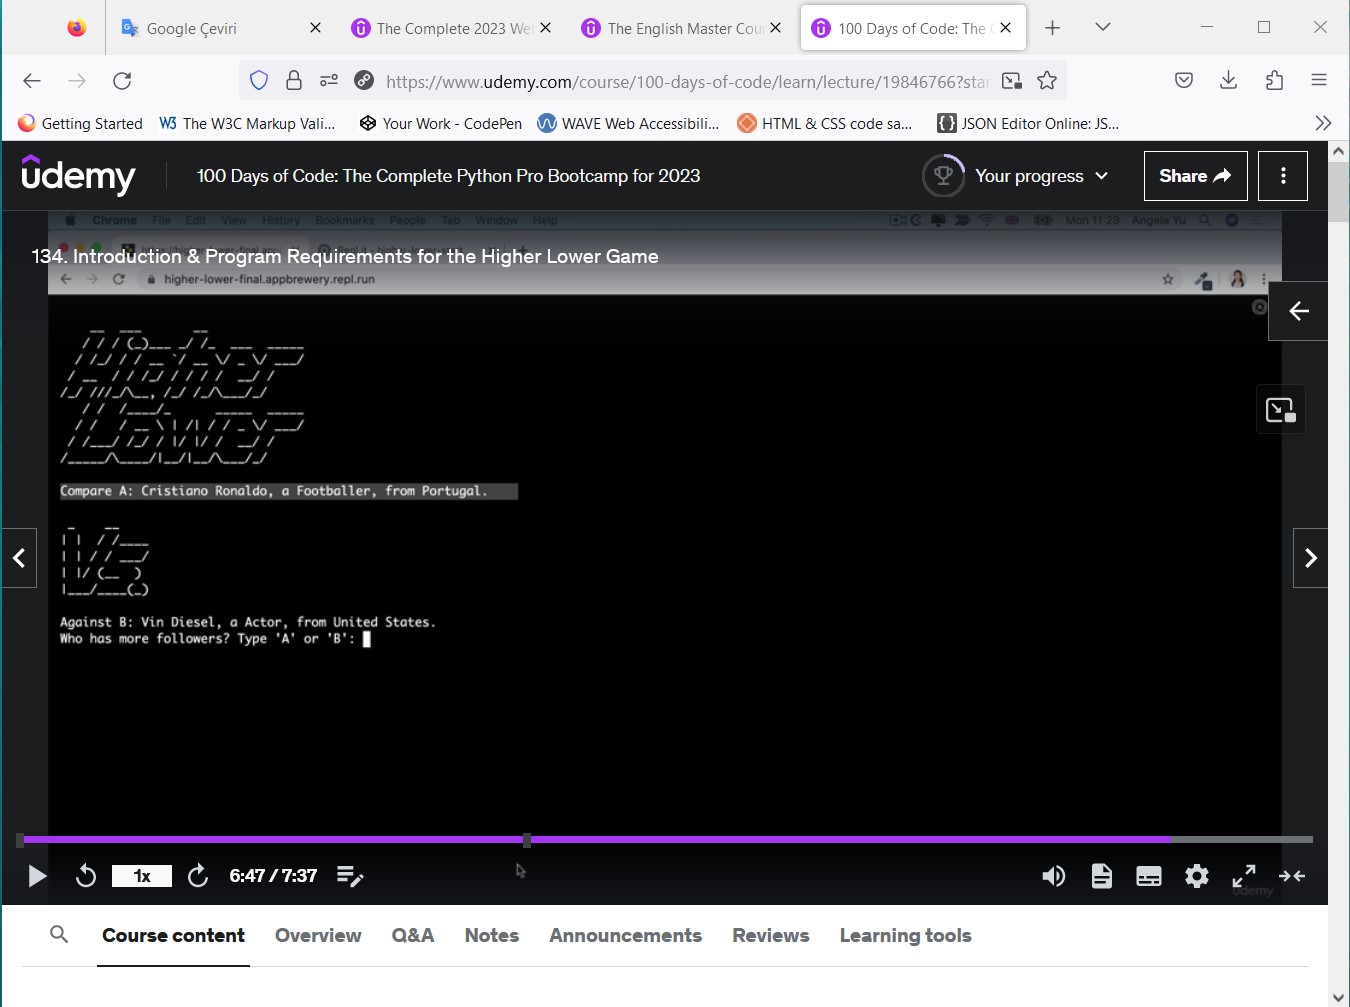 Google Çeviri
The Complete 2023 We
The English Master Cou
100 Days of Code: The C
https://www.udemy.com/course/100-days-of-code/learn/lecture/19846766?star
Getting Started
W3 The W3C Markup Vali...
Your Work - CodePen
WAVE Web Accessibili...
HTML & CSS code sa...
JSON Editor Online: JS...
udemy
100 Days of Code: The Complete Python Pro Bootcamp for 2023
Your progress
Share
Chrome File Edit View History Bookmarks People Tab Window Help
Mon 11:29 Angela Yu
134. Introduction & Program Requirements for the Higher Lower Game
higher-lower-final.appbrewery.repl.run
Higher
Lower
Compare A: Cristiano Ronaldo, a Footballer, from Portugal.
Vs.
Against B: Vin Diesel, a Actor, from United States.
Who has more followers? Type 'A' or 'B':
1x
6:47 / 7:37
udemy
Course content
Overview
Q&A
Notes
Announcements
Reviews
Learning tools